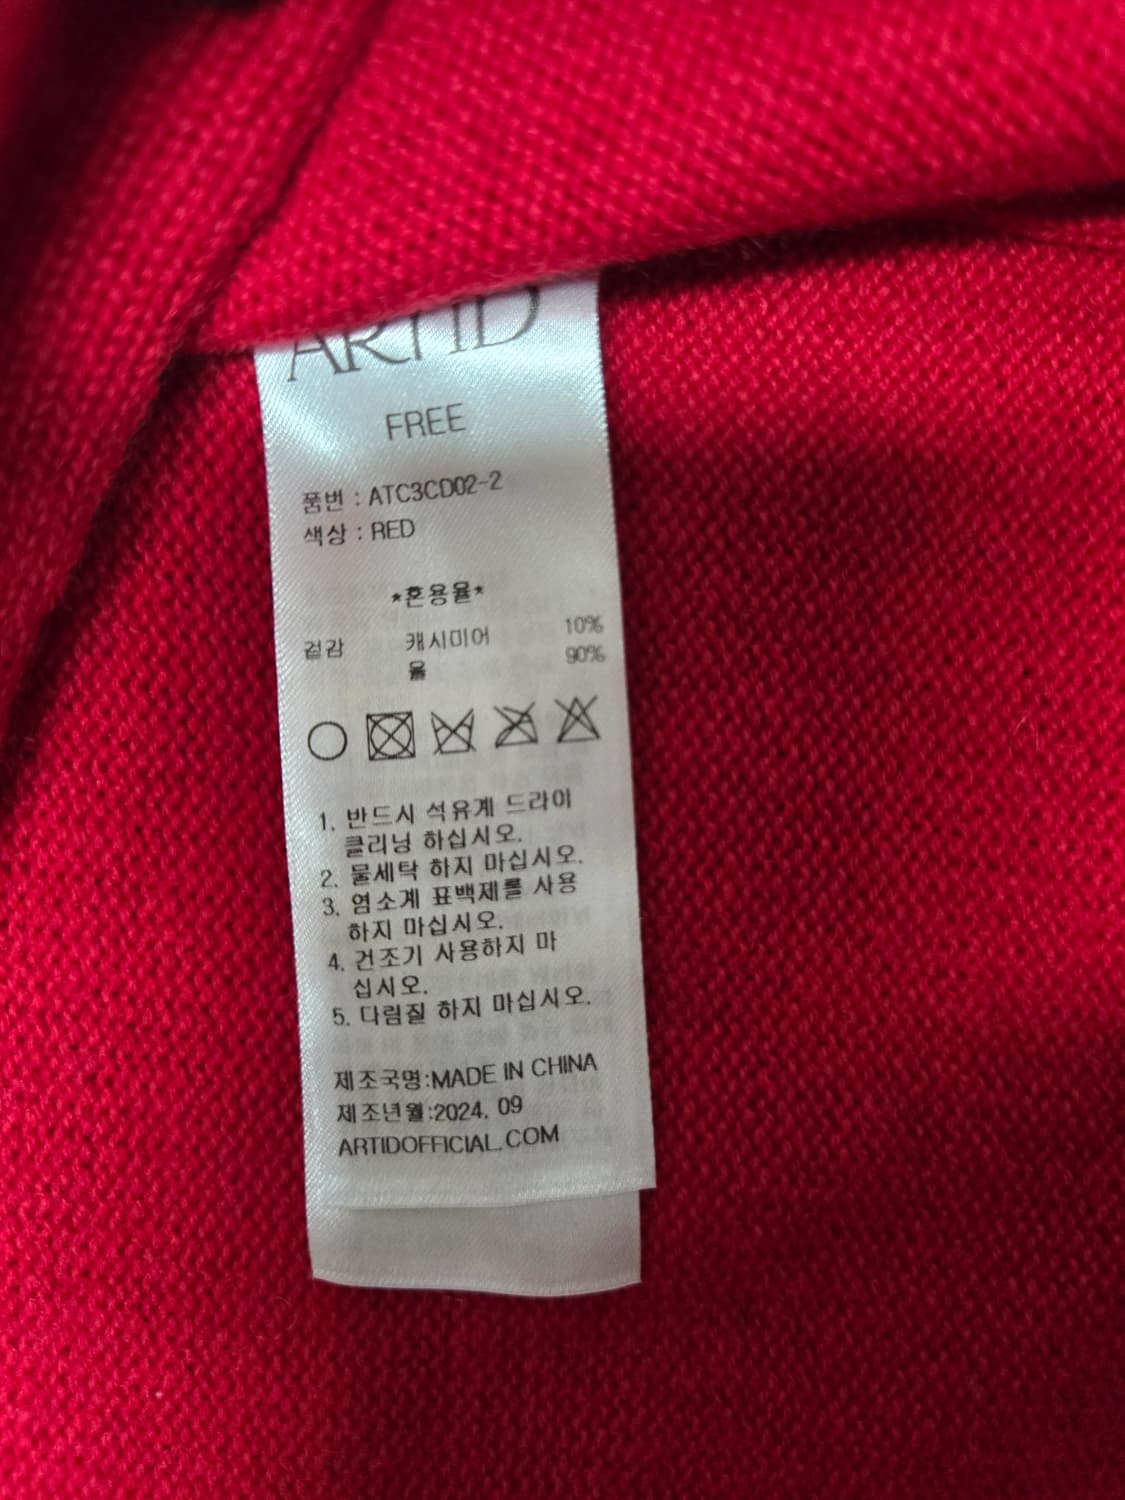 ARTID
FREE
품번 : ATC3CD02-2
색상 : RED
*혼용율*
겉감 캐시미어 10%
울 90%
1. 반드시 석유계 드라이
클리닝 하십시오.
2. 물세탁 하지 마십시오.
3. 염소계 표백제를 사용
하지 마십시오.
4. 건조기 사용하지 마
십시오.
5. 다림질 하지 마십시오.
제조국명:MADE IN CHINA
제조년월:2024. 09
ARTIDOFFICIAL.COM